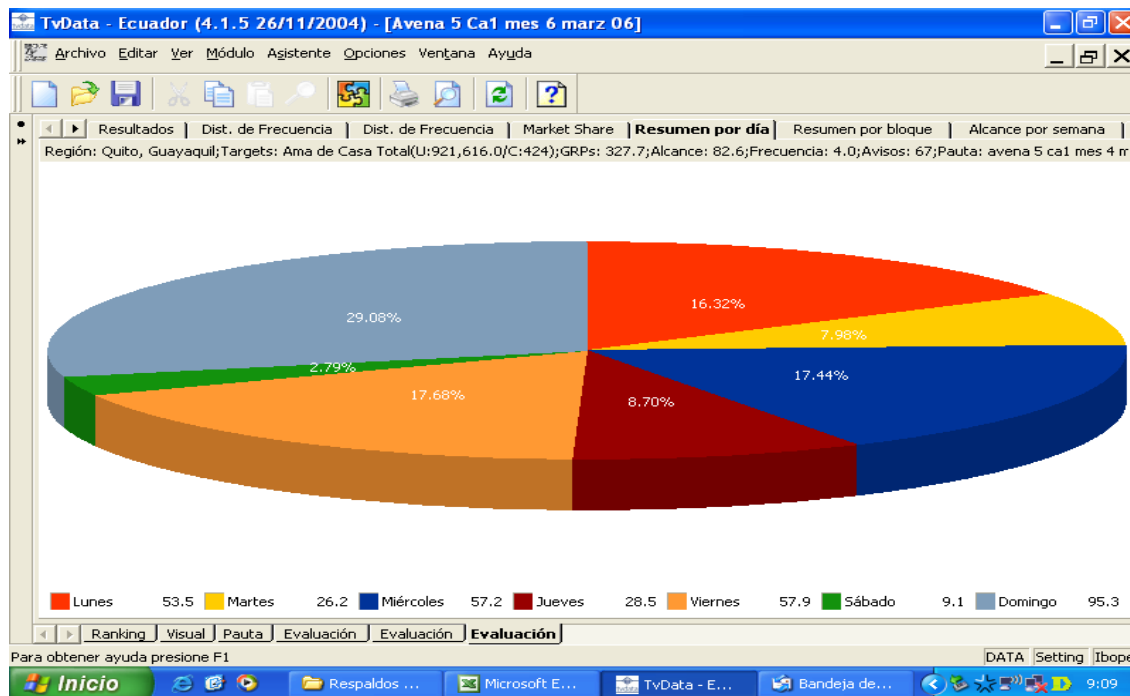 TvData - Ecuador (4.1.5 26/11/2004) - [Avena 5 Ca1 mes 6 marz 06]
Archivo Editar Ver Módulo Asistente Opciones Ventana Ayuda
Resultados | Dist. de Frecuencia | Dist. de Frecuencia | Market Share | Resumen por día | Resumen por bloque | Alcance por semana |
Región: Quito, Guayaquil;Targets: Ama de Casa Total(U:921,616.0/C:424);GRPs: 327.7;Alcance: 82.6;Frecuencia: 4.0;Avisos: 67;Pauta: avena 5 ca1 mes 4 m
16.32%
29.08%
7.98%
2.79%
17.44%
17.68%
8.70%
Lunes 53.5 Martes 26.2 Miércoles 57.2 Jueves 28.5 Viernes 57.9 Sábado 9.1 Domingo 95.3
Ranking Visual Pauta Evaluación Evaluación Evaluación
Para obtener ayuda presione F1 DATA Setting Ibope
Inicio Respaldos ... Microsoft E... TvData - E... Bandeja de... 9:09